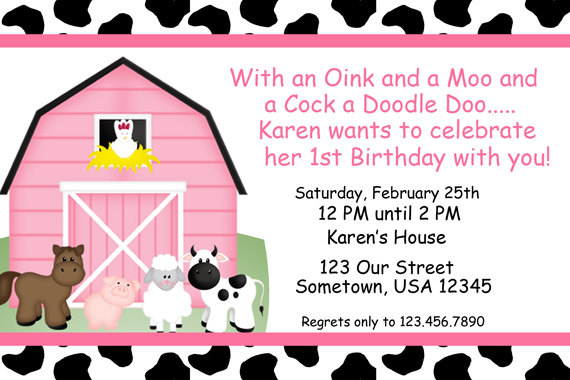 With an Oink and a Moo and
a Cock a Doodle Doo.....
Karen wants to celebrate
her 1st Birthday with you!
Saturday, February 25th
12 PM until 2 PM
Karen's House
123 Our Street
Sometown, USA 12345
Regrets only to 123.456.7890